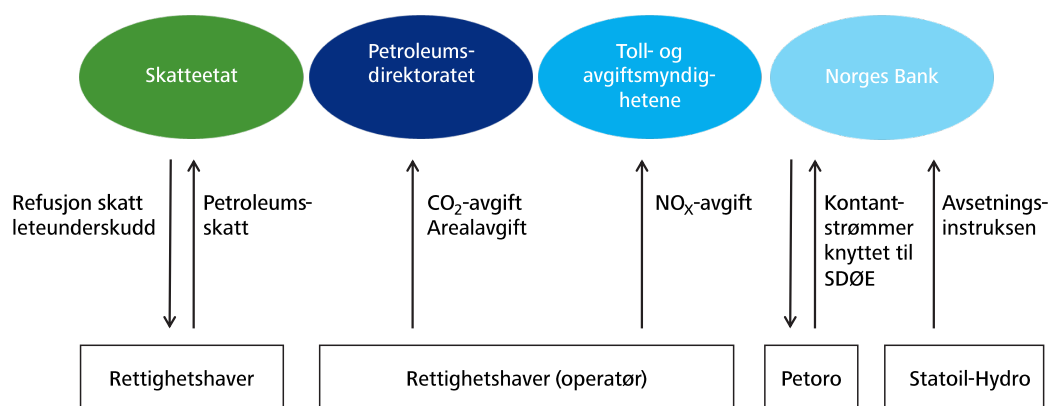 Skatteetat
Petroleums-
direktoratet
Toll- og
avgiftsmyndig-
hetene
Norges Bank
Refusjon skatt
leteunderskudd
Petroleums-
skatt
CO₂-avgift
Arealavgift
NOₓ-avgift
Kontant-
strømmer
knyttet til
SDØE
Avsetnings-
instruksen
Rettighetshaver
Rettighetshaver (operatør)
Petoro
Statoil-Hydro